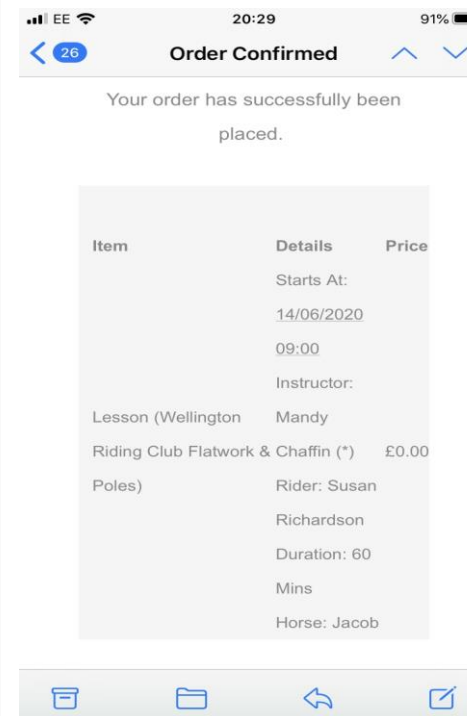 EE 20:29 91%
26 Order Confirmed
Your order has successfully been
placed.
Item Details Price
Starts At:
14/06/2020
09:00
Instructor:
Lesson (Wellington Mandy
Riding Club Flatwork & Chaffin (*) £0.00
Poles) Rider: Susan
Richardson
Duration: 60
Mins
Horse: Jacob